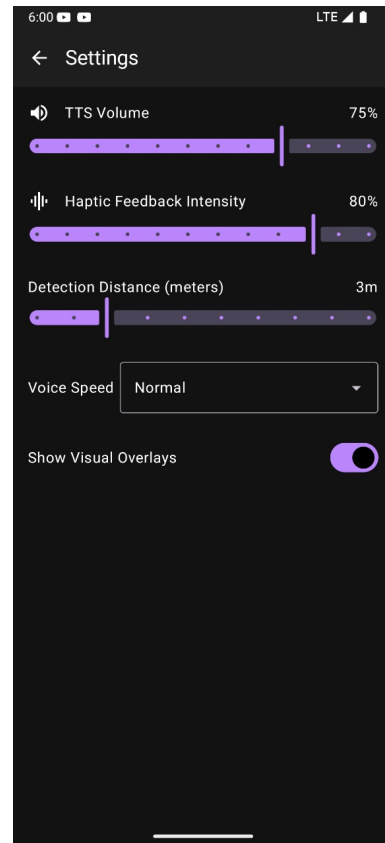 6:00 LTE
Settings
TTS Volume 75%
Haptic Feedback Intensity 80%
Detection Distance (meters) 3m
Voice Speed Normal
Show Visual Overlays